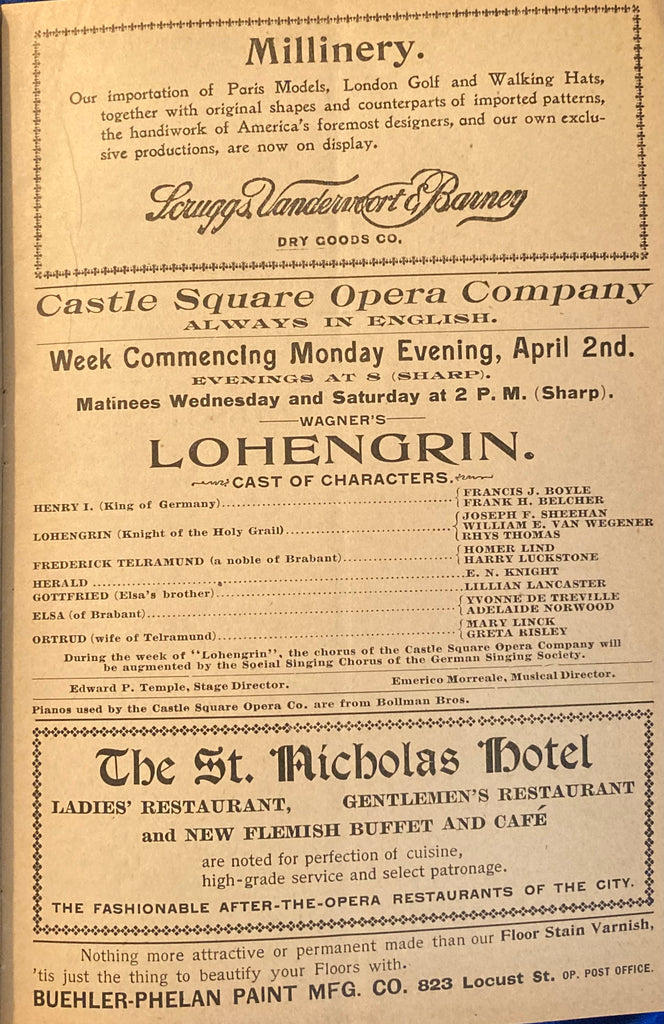 Millinery.
Our importation of Paris Models, London Golf and Walking Hats,
together with original shapes and counterparts of imported patterns,
the handiwork of America's foremost designers, and our own exclu-
sive productions, are now on display.
Scruggs, Vandervoort & Barney
DRY GOODS CO.
Castle Square Opera Company
ALWAYS IN ENGLISH.
Week Commencing Monday Evening, April 2nd.
EVENINGS AT 8 (SHARP).
Matinees Wednesday and Saturday at 2 P. M. (Sharp).
WAGNER'S
LOHENGRIN.
CAST OF CHARACTERS.
HENRY I. (King of Germany) FRANCIS J. BOYLE
FRANK H. BELCHER
LOHENGRIN (Knight of the Holy Grail) JOSEPH F. SHEEHAN
WILLIAM E. VAN WEGENER
RHYS THOMAS
FREDERICK TELRAMUND (a noble of Brabant) HOMER LIND
HARRY LUCKSTONE
HERALD E. N. KNIGHT
GOTTFRIED (Elsa's brother) LILLIAN LANCASTER
ELSA (of Brabant) YVONNE DE TREVILLE
ADELAIDE NORWOOD
ORTRUD (wife of Telramund) MARY LINCK
GRETA RISLEY
During the week of "Lohengrin", the chorus of the Castle Square Opera Company will
be augmented by the Special Singing Chorus of the German Singing Society.
Edward P. Temple, Stage Director. Emerico Morreale, Musical Director.
Pianos used by the Castle Square Opera Co. are from Bollman Bros.
The St. Nicholas Hotel
LADIES' RESTAURANT, GENTLEMEN'S RESTAURANT
and NEW FLEMISH BUFFET AND CAFÉ
are noted for perfection of cuisine,
high-grade service and select patronage.
THE FASHIONABLE AFTER-THE-OPERA RESTAURANTS OF THE CITY.
Nothing more attractive or permanent made than our Floor Stain Varnish,
'tis just the thing to beautify your Floors with.
BUEHLER-PHELAN PAINT MFG. CO. 823 Locust St. OP. POST OFFICE.